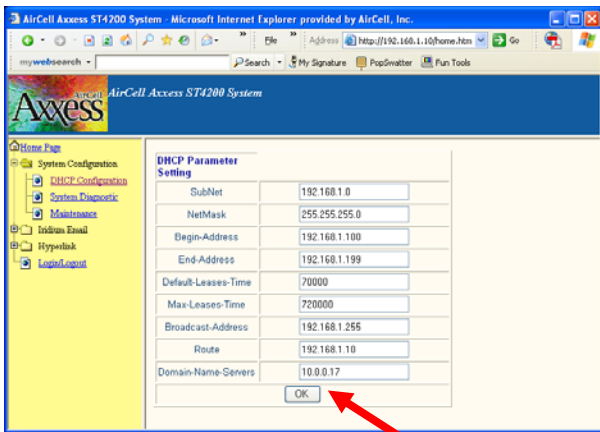 AirCell Axxess ST4200 System - Microsoft Internet Explorer provided by AirCell, Inc.
File Address http://192.168.1.10/home.htm Go
mywebsearch Search My Signature PopSwatter Fun Tools
AirCell Axxess AirCell Axxess ST4200 System
Home Page
System Configuration
DHCP Configuration
System Diagnostic
Maintenance
Iridium Email
Hyperlink
Login/Logout
DHCP Parameter Setting
SubNet 192.168.1.0
NetMask 255.255.255.0
Begin-Address 192.168.1.100
End-Address 192.168.1.199
Default-Leases-Time 70000
Max-Leases-Time 720000
Broadcast-Address 192.168.1.255
Route 192.168.1.10
Domain-Name-Servers 10.0.0.17
OK